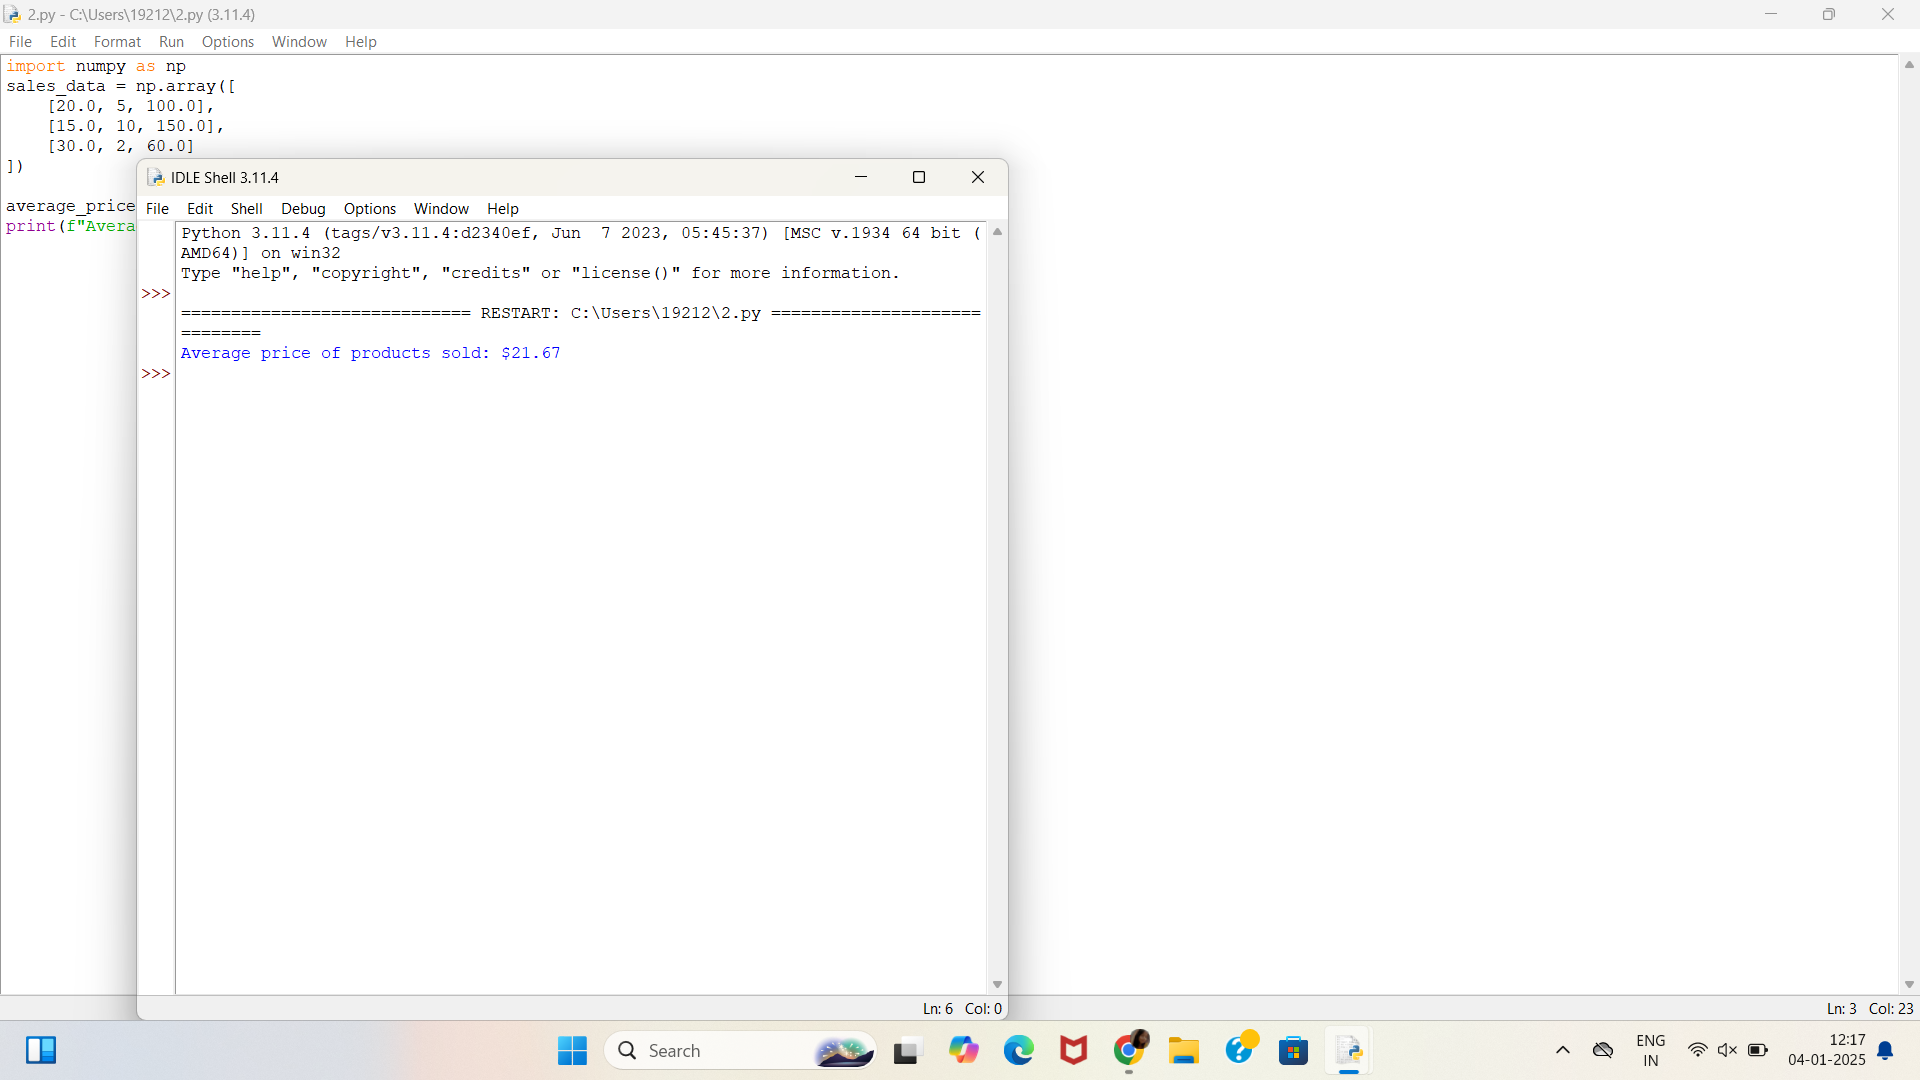 2.py - C:\Users\19212\2.py (3.11.4)
File Edit Format Run Options Window Help
import numpy as np
sales_data = np.array([
    [20.0, 5, 100.0],
    [15.0, 10, 150.0],
    [30.0, 2, 60.0]
])
average_price
print(f"Avera
IDLE Shell 3.11.4
File Edit Shell Debug Options Window Help
Python 3.11.4 (tags/v3.11.4:d2340ef, Jun  7 2023, 05:45:37) [MSC v.1934 64 bit (
AMD64)] on win32
Type "help", "copyright", "credits" or "license()" for more information.
>>>
============================= RESTART: C:\Users\19212\2.py =====================
========
Average price of products sold: $21.67
>>>
Ln: 6 Col: 0
Ln: 3 Col: 23
Search
ENG
IN
12:17
04-01-2025